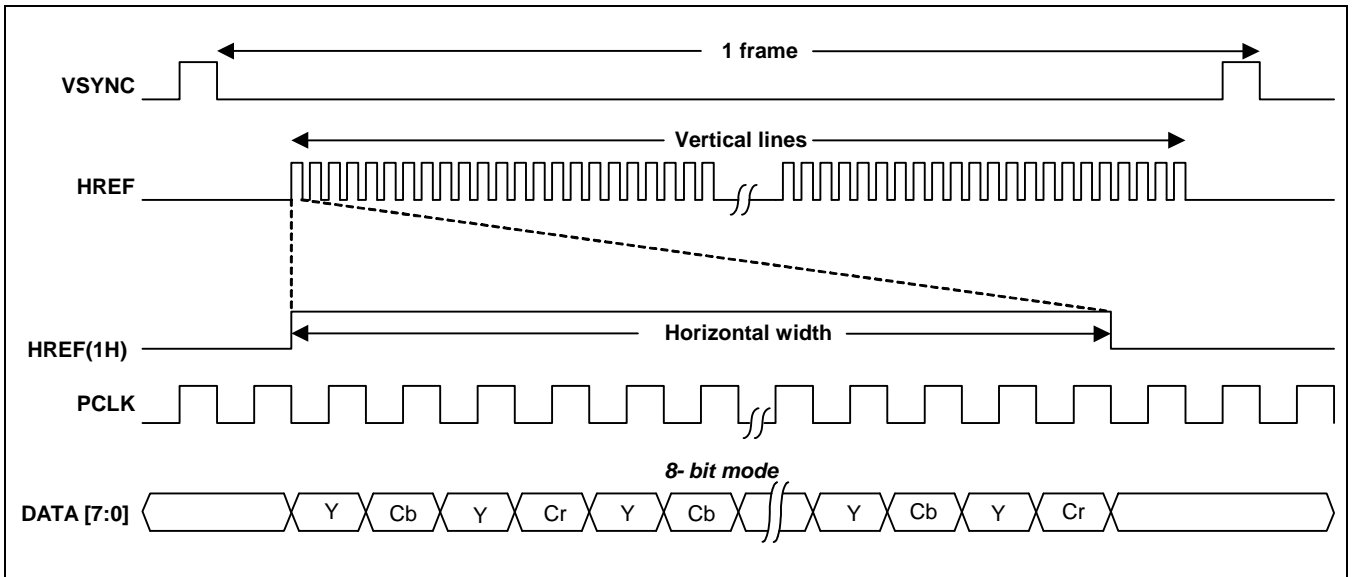 1 frame
VSYNC
Vertical lines
HREF
Horizontal width
HREF(1H)
PCLK
8- bit mode
DATA [7:0] Y Cb Y Cr Y Cb Y Cb Y Cr